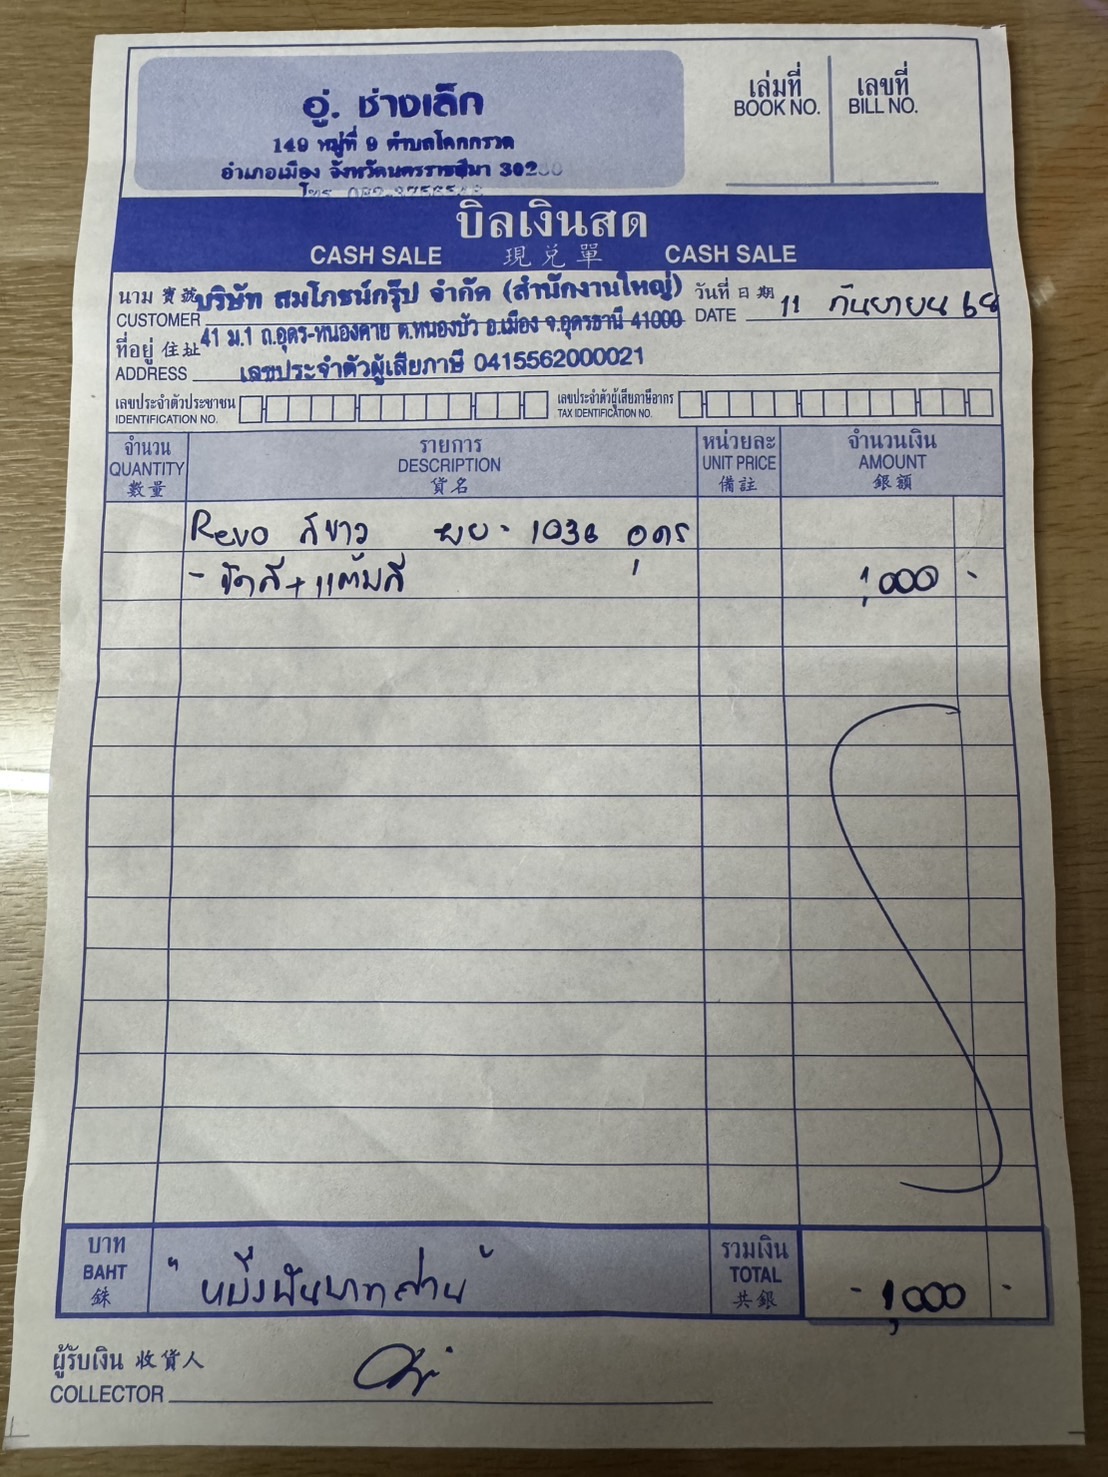 อู่. ช่างเล็ก
149 หมู่ที่ 9 ตำบลโคกกรวด
อำเภอเมือง จังหวัดนครราชสีมา 30280
โทร.
เล่มที่
BOOK NO.
เลขที่
BILL NO.
บิลเงินสด
CASH SALE 現兌單 CASH SALE
นาม 寶號 บริษัท สมโภชน์กรุ๊ป จำกัด (สำนักงานใหญ่)
CUSTOMER
วันที่ 日期 11 กันยายน 68
DATE
ที่อยู่ 住址 41 ม.1 ถ.อุดร-หนองคาย ต.หนองบัว อ.เมือง จ.อุดรธานี 41000
ADDRESS เลขประจำตัวผู้เสียภาษี 0415562000021
เลขประจำตัวประชาชน
IDENTIFICATION NO.
เลขประจำตัวผู้เสียภาษีอากร
TAX IDENTIFICATION NO.
จำนวน รายการ หน่วยละ จำนวนเงิน
QUANTITY DESCRIPTION UNIT PRICE AMOUNT
數量 貨名 備註 銀額
Revo สีขาว ผบ - 1036 อุดร
- ขัดสี + แต้มสี 1,000 -
บาท
BAHT
銖
" หนึ่งพันบาทถ้วน "
รวมเงิน
TOTAL
共銀
- 1,000 -
ผู้รับเงิน 收貨人
COLLECTOR